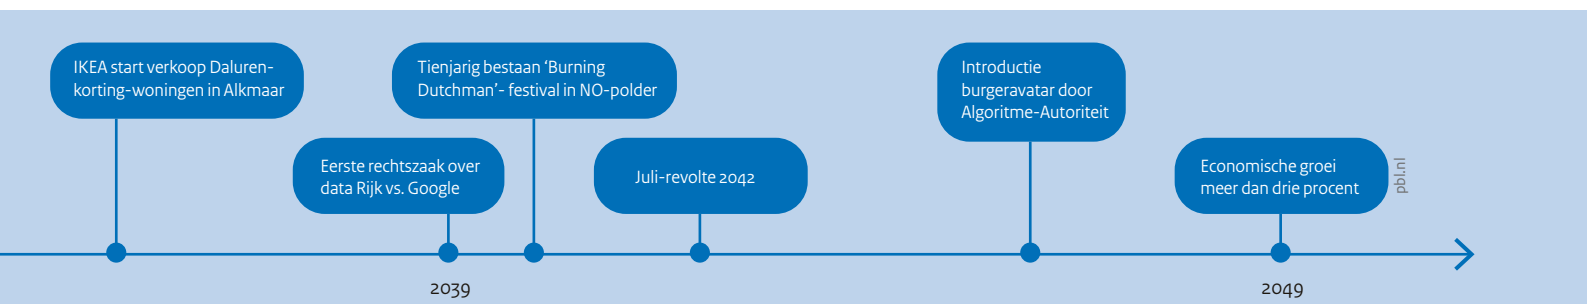 IKEA start verkoop Daluren-
korting-woningen in Alkmaar
Eerste rechtszaak over
data Rijk vs. Google
Tienjarig bestaan ‘Burning
Dutchman’- festival in NO-polder
Juli-revolte 2042
Introductie
burgeravatar door
Algoritme-Autoriteit
Economische groei
meer dan drie procent
pbl.nl
2039
2049